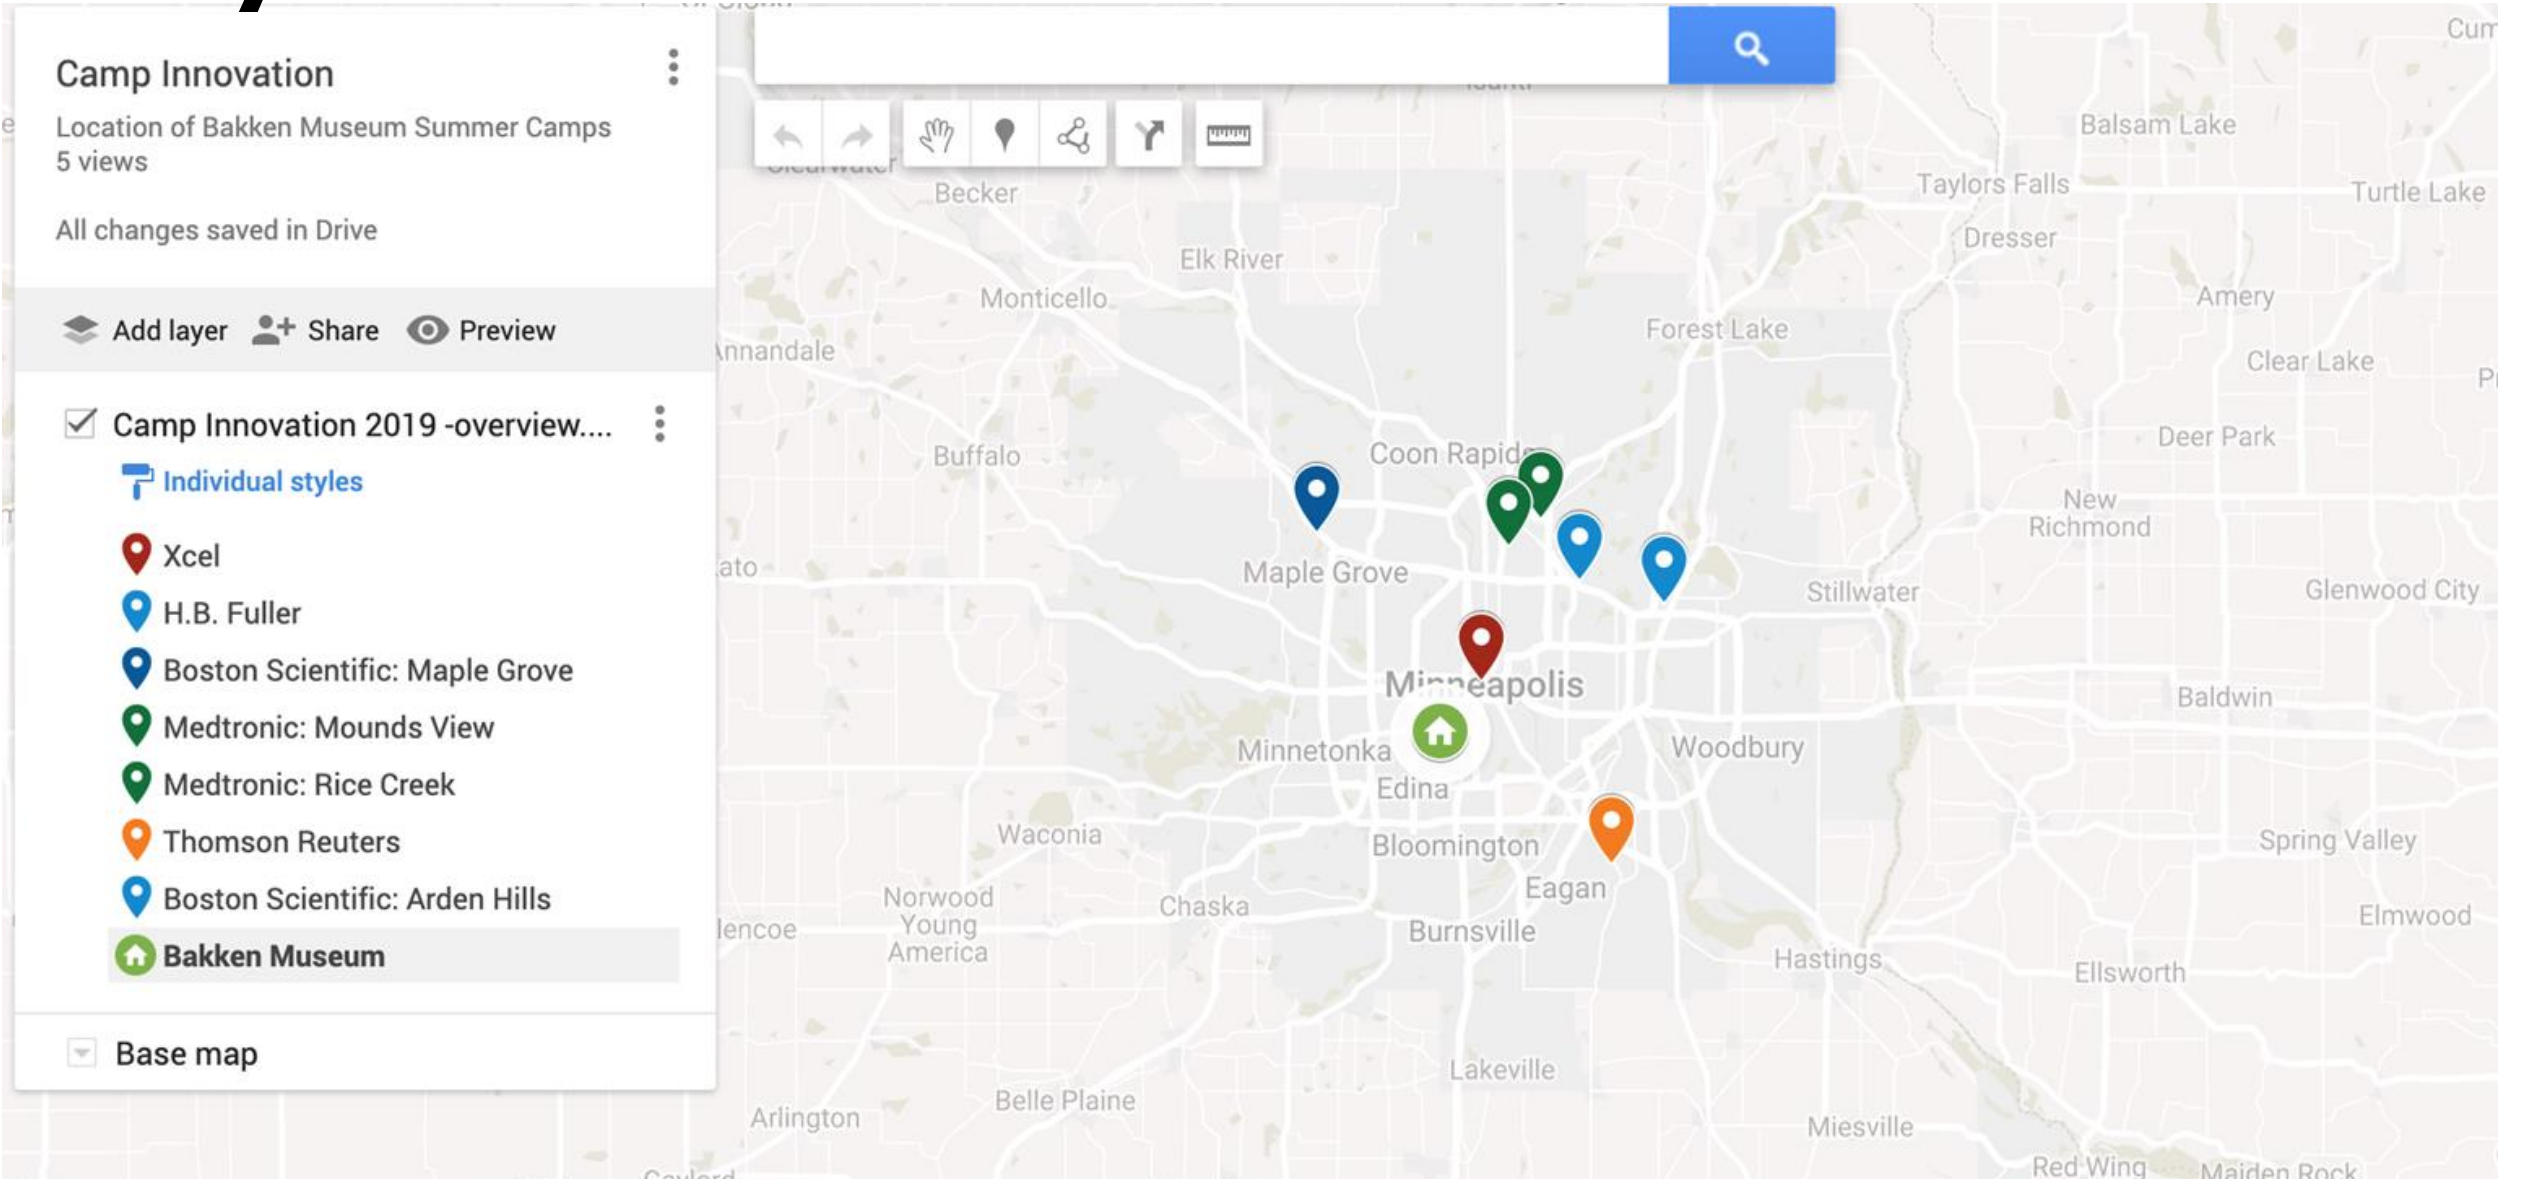 Camp Innovation
Location of Bakken Museum Summer Camps
5 views
All changes saved in Drive
Add layer
Share
Preview
Camp Innovation 2019 -overview....
Individual styles
Xcel
H.B. Fuller
Boston Scientific: Maple Grove
Medtronic: Mounds View
Medtronic: Rice Creek
Thomson Reuters
Boston Scientific: Arden Hills
Bakken Museum
Base map
Balsam Lake
Becker
Taylors Falls
Turtle Lake
Dresser
Elk River
Monticello
Amery
Forest Lake
Clear Lake
Deer Park
Buffalo
Coon Rapids
New
Richmond
Maple Grove
Stillwater
Glenwood City
Minneapolis
Baldwin
Minnetonka
Woodbury
Edina
Waconia
Bloomington
Spring Valley
Eagan
Norwood
Young
America
Chaska
Elmwood
Burnsville
Hastings
Ellsworth
Lakeville
Belle Plaine
Arlington
Miesville
Red Wing
Maiden Rock